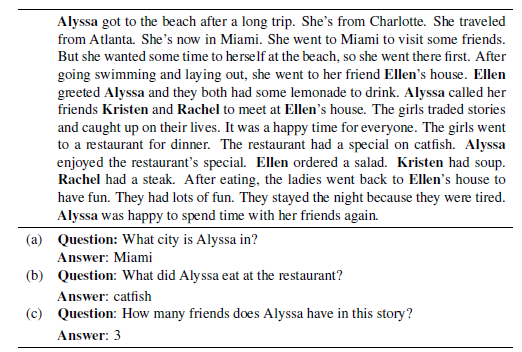 Alyssa got to the beach after a long trip. She's from Charlotte. She traveled
from Atlanta. She's now in Miami. She went to Miami to visit some friends.
But she wanted some time to herself at the beach, so she went there first. After
going swimming and laying out, she went to her friend Ellen's house. Ellen
greeted Alyssa and they both had some lemonade to drink. Alyssa called her
friends Kristen and Rachel to meet at Ellen's house. The girls traded stories
and caught up on their lives. It was a happy time for everyone. The girls went
to a restaurant for dinner. The restaurant had a special on catfish. Alyssa
enjoyed the restaurant's special. Ellen ordered a salad. Kristen had soup.
Rachel had a steak. After eating, the ladies went back to Ellen's house to
have fun. They had lots of fun. They stayed the night because they were tired.
Alyssa was happy to spend time with her friends again.
(a) Question: What city is Alyssa in?
Answer: Miami
(b) Question: What did Alyssa eat at the restaurant?
Answer: catfish
(c) Question: How many friends does Alyssa have in this story?
Answer: 3